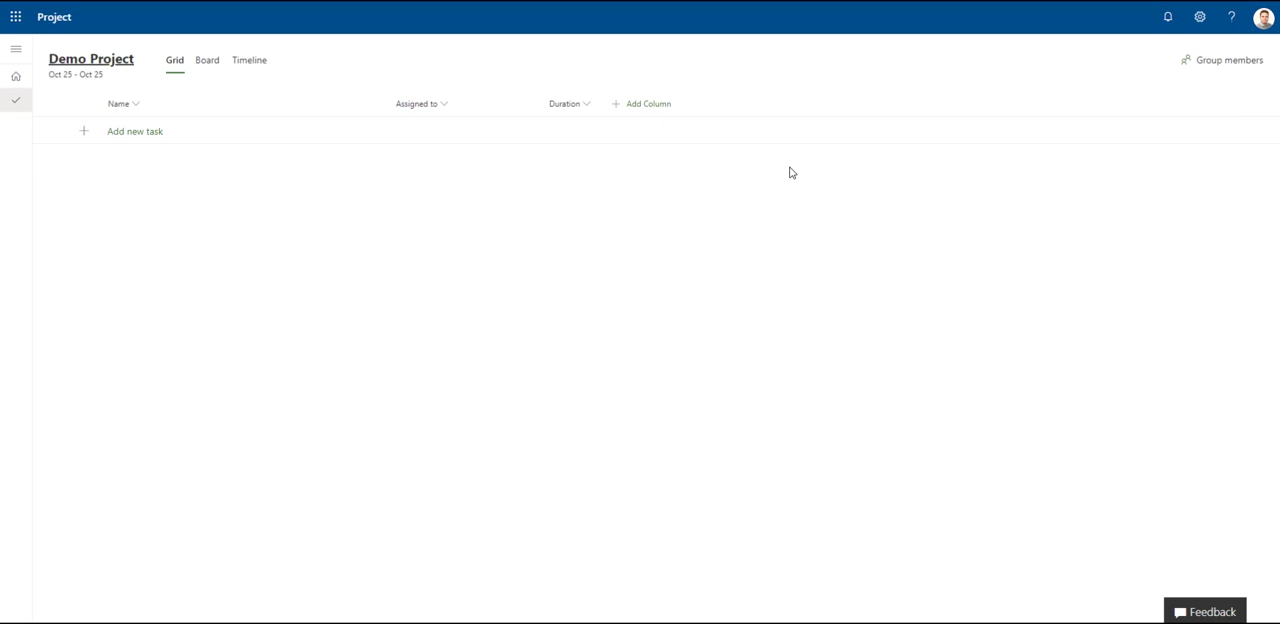 Project
Demo Project Grid Board Timeline Group members
Oct 25 - Oct 25
Name Assigned to Duration Add Column
Add new task
Feedback